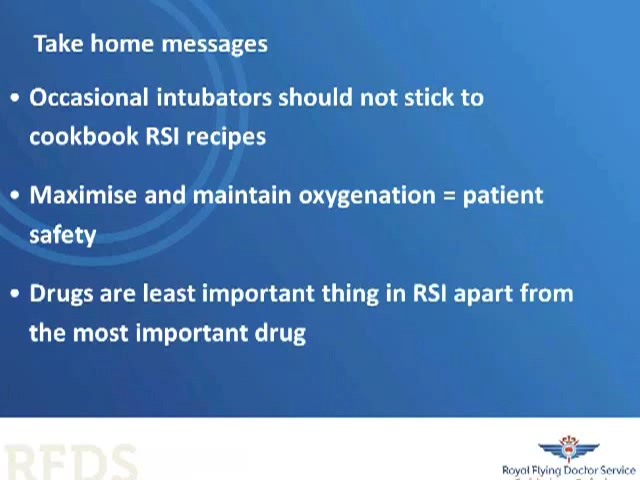 Take home messages
• Occasional intubators should not stick to
cookbook RSI recipes
• Maximise and maintain oxygenation = patient
safety
• Drugs are least important thing in RSI apart from
the most important drug
RFDS
Royal Flying Doctor Service